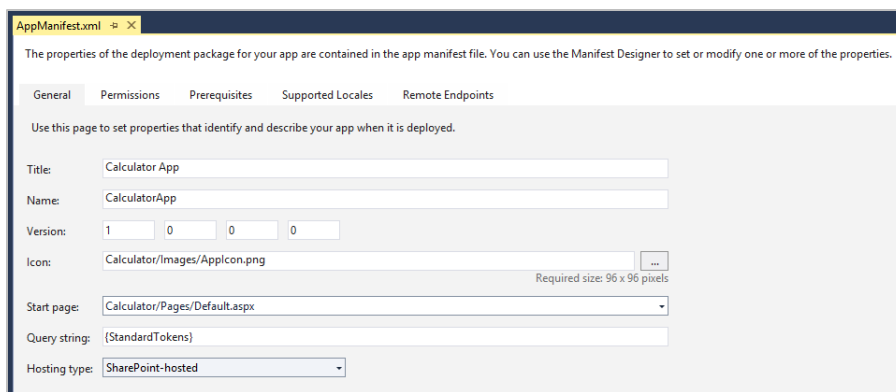 AppManifest.xml
The properties of the deployment package for your app are contained in the app manifest file. You can use the Manifest Designer to set or modify one or more of the properties.
General Permissions Prerequisites Supported Locales Remote Endpoints
Use this page to set properties that identify and describe your app when it is deployed.
Title: Calculator App
Name: CalculatorApp
Version: 1 0 0 0
Icon: Calculator/Images/AppIcon.png ...
Required size: 96 x 96 pixels
Start page: Calculator/Pages/Default.aspx
Query string: {StandardTokens}
Hosting type: SharePoint-hosted